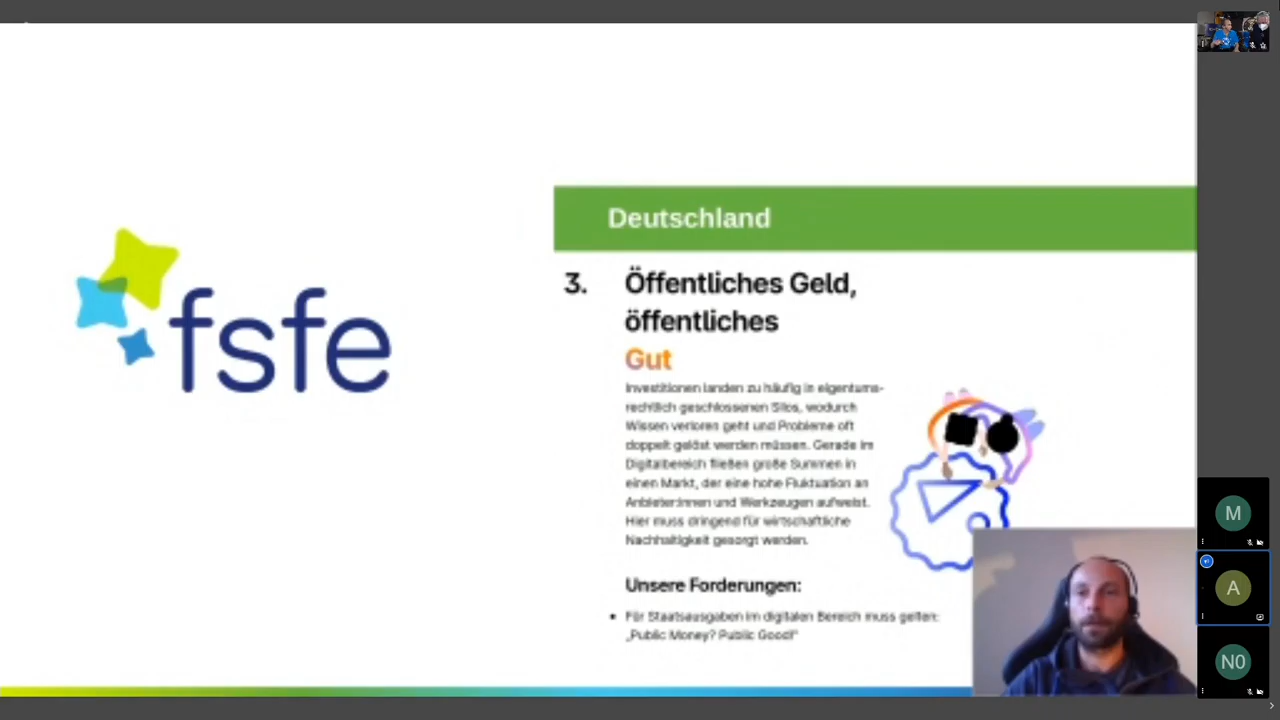 fsfe
Deutschland
3. Öffentliches Geld,
öffentliches
Gut
Investitionen landen zu häufig in eigentums-
rechtlich geschlossenen Silos, wodurch
Wissen verloren geht und Probleme oft
doppelt gelöst werden müssen. Gerade im
Digitalbereich fließen große Summen in
einen Markt, der eine hohe Fluktuation an
Anbieter:innen und Werkzeugen aufweist.
Hier muss dringend für wirtschaftliche
Nachhaltigkeit gesorgt werden.
Unsere Forderungen:
• Für Staatsausgaben im digitalen Bereich muss gelten:
„Public Money? Public Good!“
M
A
N0